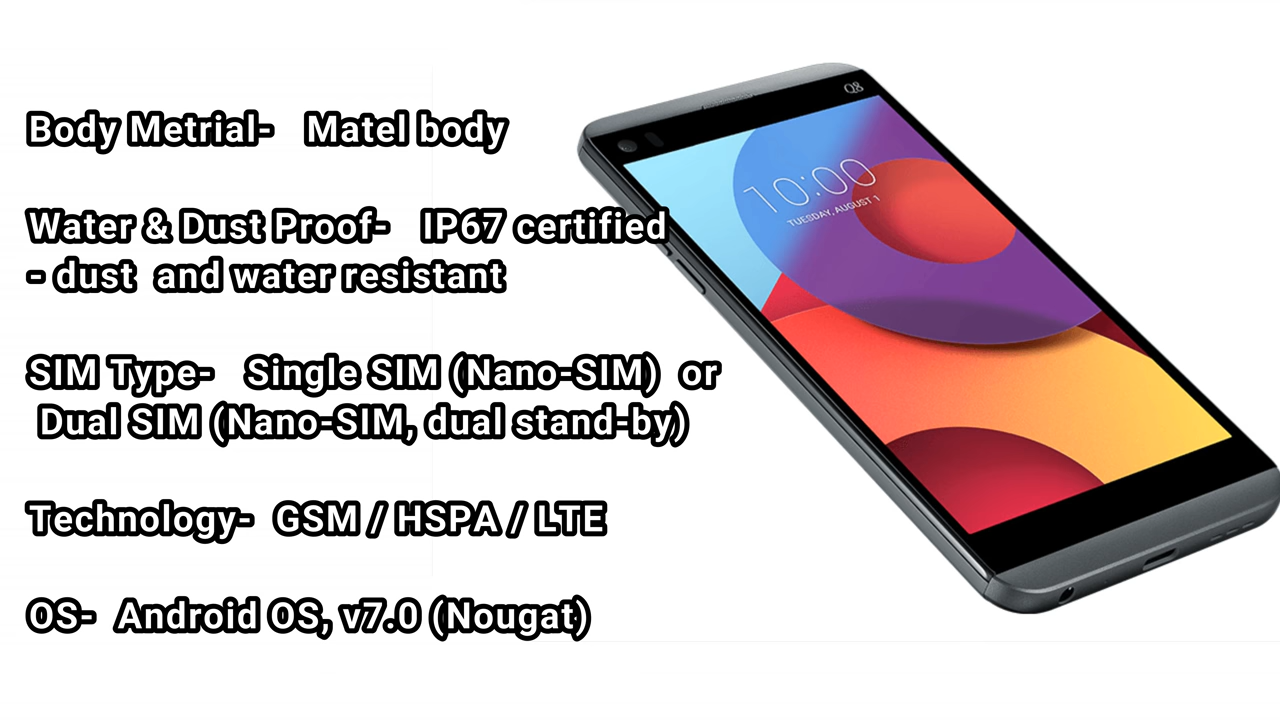 Body Metrial- Matel body
Water & Dust Proof- IP67 certified
- dust and water resistant
SIM Type- Single SIM (Nano-SIM) or
Dual SIM (Nano-SIM, dual stand-by)
Technology- GSM / HSPA / LTE
OS- Android OS, v7.0 (Nougat)
Q8
10:00
TUESDAY, AUGUST 1